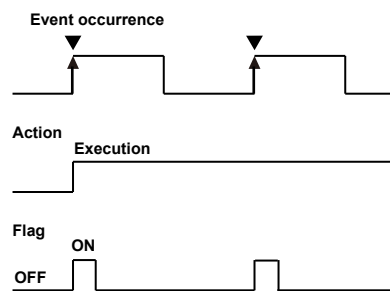 Event occurrence
Action
Execution
Flag
ON
OFF